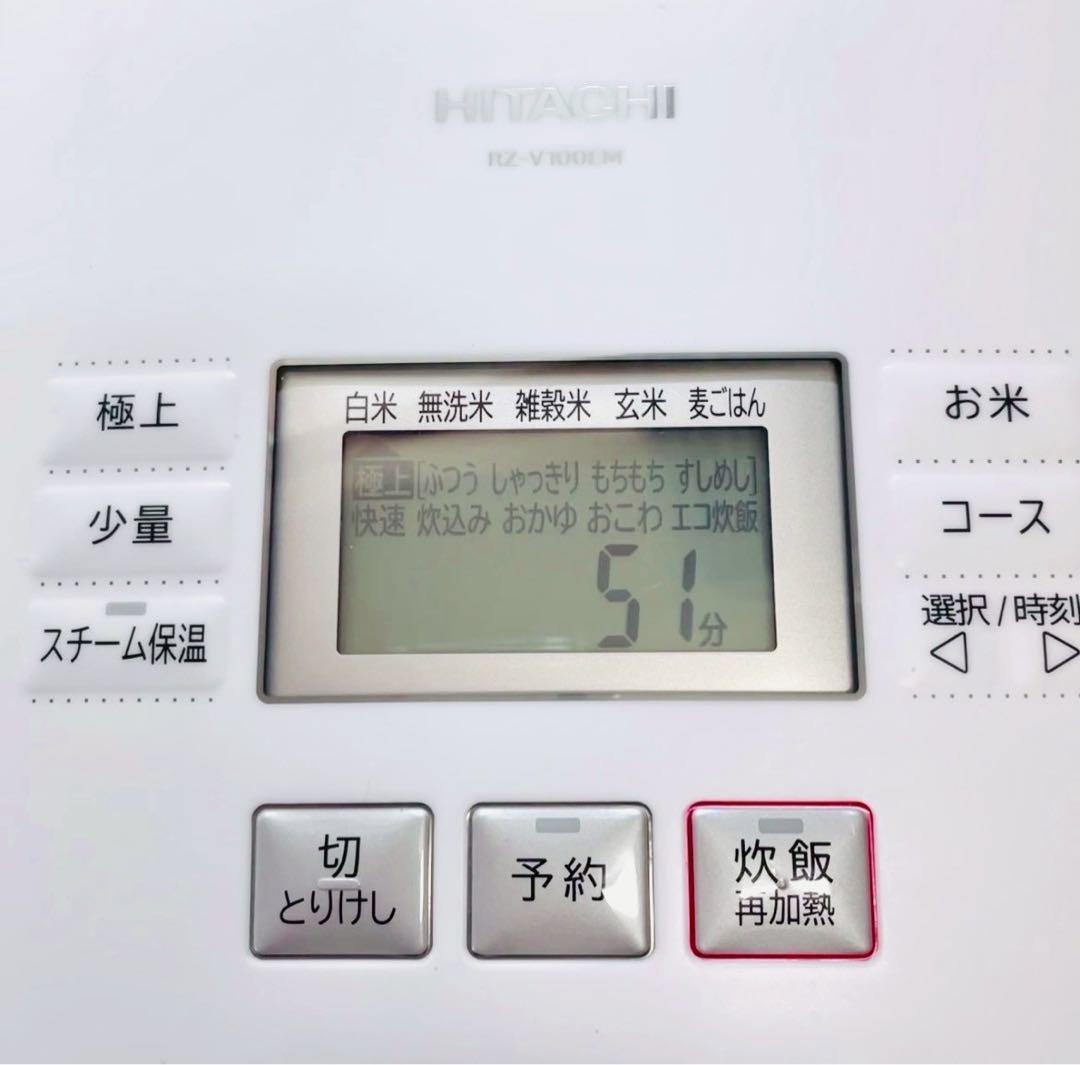 HITACHI
RZ-V100EM
極上
少量
スチーム保温
白米 無洗米 雑穀米 玄米 麦ごはん
極上[ふつう しゃっきり もちもち すしめし]
快速 炊込み おかゆ おこわ エコ炊飯
51分
お米
コース
選択/時刻
切
とりけし
予約
炊飯
再加熱